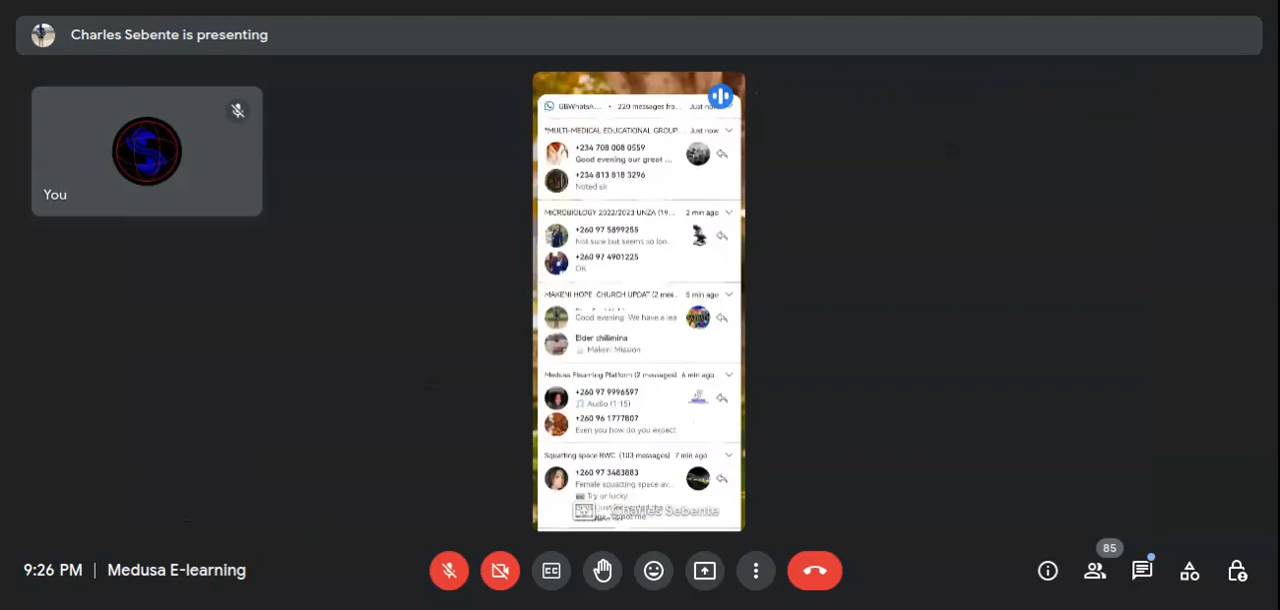 Charles Sebente is presenting
You
GBWhatsA... • 220 messages fro... Just now
*MULTI-MEDICAL EDUCATIONAL GROUP... Just now
+234 708 008 0559
Good evening our great ...
+234 813 818 3296
Noted sir
MICROBIOLOGY 2022/2023 UNZA (19... 2 min ago
+260 97 5899255
Not sure but seems so loo...
+260 97 4901225
OK
MAKENI HOPE CHURCH UPDAT (2 mes... 5 min ago
Good evening. We have a lea
Elder chilimina
Makeni Mission
Medusa Elearning Platform (2 messages) 6 min ago
+260 97 9996597
Audio (1:15)
+260 96 1777807
Even you how do you expect
Squatting space RWC (103 messages) 7 min ago
+260 97 3483883
Female squatting space av...
Try ur lucky
Charles Sebente
85
9:26 PM | Medusa E-learning
CC